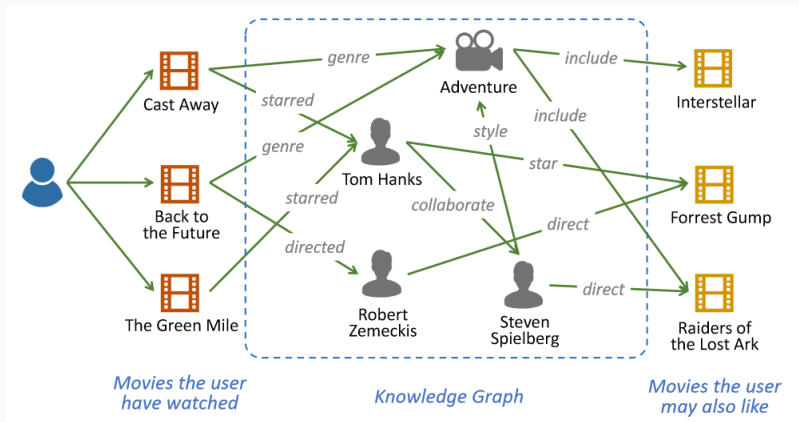 genre
include
Cast Away
Adventure
Interstellar
starred
include
style
genre
Tom Hanks
star
Back to
the Future
starred
collaborate
Forrest Gump
directed
direct
The Green Mile
Robert
Zemeckis
Steven
Spielberg
direct
Raiders of
the Lost Ark
Movies the user
have watched
Knowledge Graph
Movies the user
may also like